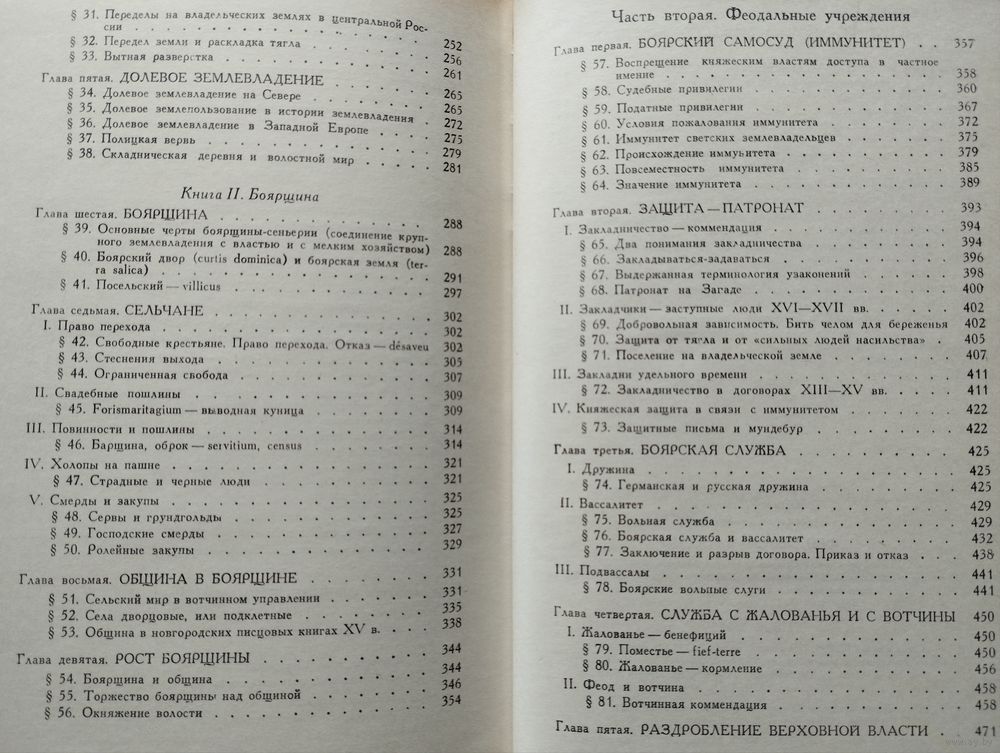 § 31. Переделы на владельческих землях в центральной Рос-
сии . . . 252
§ 32. Передел земли и раскладка тягла . . . 256
§ 33. Вытная разверстка . . . 261
Глава пятая. ДОЛЕВОЕ ЗЕМЛЕВЛАДЕНИЕ . . . 265
§ 34. Долевое землевладение на Севере . . . 265
§ 35. Долевое землепользование в истории землевладения . . . 272
§ 36. Долевое землевладение в Западной Европе . . . 275
§ 37. Полицкая вервь . . . 279
§ 38. Складническая деревня и волостной мир . . . 281
Книга II. Боярщина
Глава шестая. БОЯРЩИНА . . . 288
§ 39. Основные черты боярщины-сеньерии (соединение круп-
ного землевладения с властью и с мелким хозяйством) 288
§ 40. Боярский двор (curtis dominica) и боярская земля (ter-
ra salica) . . . 291
§ 41. Посельский — villicus . . . 297
Глава седьмая. СЕЛЬЧАНЕ . . . 302
I. Право перехода . . . 302
§ 42. Свободные крестьяне. Право перехода. Отказ — désaveu 302
§ 43. Стеснения выхода . . . 305
§ 44. Ограниченная свобода . . . 307
II. Свадебные пошлины . . . 309
§ 45. Forismaritagium — выводная куница . . . 309
III. Повинности и пошлины . . . 314
§ 46. Барщина, оброк — servitium, census . . . 314
IV. Холопы на пашне . . . 321
§ 47. Страдные и черные люди . . . 321
V. Смерды и закупы . . . 325
§ 48. Сервы и грундгольды . . . 325
§ 49. Господские смерды . . . 327
§ 50. Ролейные закупы . . . 329
Глава восьмая. ОБЩИНА В БОЯРЩИНЕ . . . 331
§ 51. Сельский мир в вотчинном управлении . . . 331
§ 52. Села дворцовые, или подклетные . . . 335
§ 53. Община в новгородских писцовых книгах XV в. . . . 338
Глава девятая. РОСТ БОЯРЩИНЫ . . . 344
§ 54. Боярщина и община . . . 344
§ 55. Торжество боярщины над общиной . . . 346
§ 56. Окняжение волости . . . 354
Часть вторая. Феодальные учреждения
Глава первая. БОЯРСКИЙ САМОСУД (ИММУНИТЕТ) . . 357
§ 57. Воспрещение княжеским властям доступа в частное
имение . . . 358
§ 58. Судебные привилегии . . . 360
§ 59. Податные привилегии . . . 367
§ 60. Условия пожалования иммунитета . . . 372
§ 61. Иммунитет светских землевладельцев . . . 375
§ 62. Происхождение иммунитета . . . 379
§ 63. Повсеместность иммунитета . . . 385
§ 64. Значение иммунитета . . . 389
Глава вторая. ЗАЩИТА — ПАТРОНАТ . . . 393
I. Закладничество — коммендация . . . 394
§ 65. Два понимания закладничества . . . 394
§ 66. Закладываться-задаваться . . . 396
§ 67. Выдержанная терминология узаконений . . . 398
§ 68. Патронат на Загаде . . . 400
II. Закладчики — заступные люди XVI—XVII вв. . . . 402
§ 69. Добровольная зависимость. Бить челом для береженья 402
§ 70. Защита от тягла и от «сильных людей насильства» . 405
§ 71. Поселение на владельческой земле . . . 407
III. Закладни удельного времени . . . 411
§ 72. Закладничество в договорах XIII—XV вв. . . . 411
IV. Княжеская защита в связи с иммунитетом . . . 422
§ 73. Защитные письма и мундебур . . . 422
Глава третья. БОЯРСКАЯ СЛУЖБА . . . 425
I. Дружина . . . 425
§ 74. Германская и русская дружина . . . 425
II. Вассалитет . . . 429
§ 75. Вольная служба . . . 429
§ 76. Боярская служба и вассалитет . . . 432
§ 77. Заключение и разрыв договора. Приказ и отказ . . . 438
III. Подвассалы . . . 441
§ 78. Боярские вольные слуги . . . 441
Глава четвертая. СЛУЖБА С ЖАЛОВАНЬЯ И С ВОТЧИНЫ 450
I. Жалованье — бенефиций . . . 450
§ 79. Поместье — fief-terre . . . 450
§ 80. Жалованье — кормление . . . 456
II. Феод и вотчина . . . 458
§ 81. Вотчинная коммендация . . . 458
Глава пятая. РАЗДРОБЛЕНИЕ ВЕРХОВНОЙ ВЛАСТИ . . 471